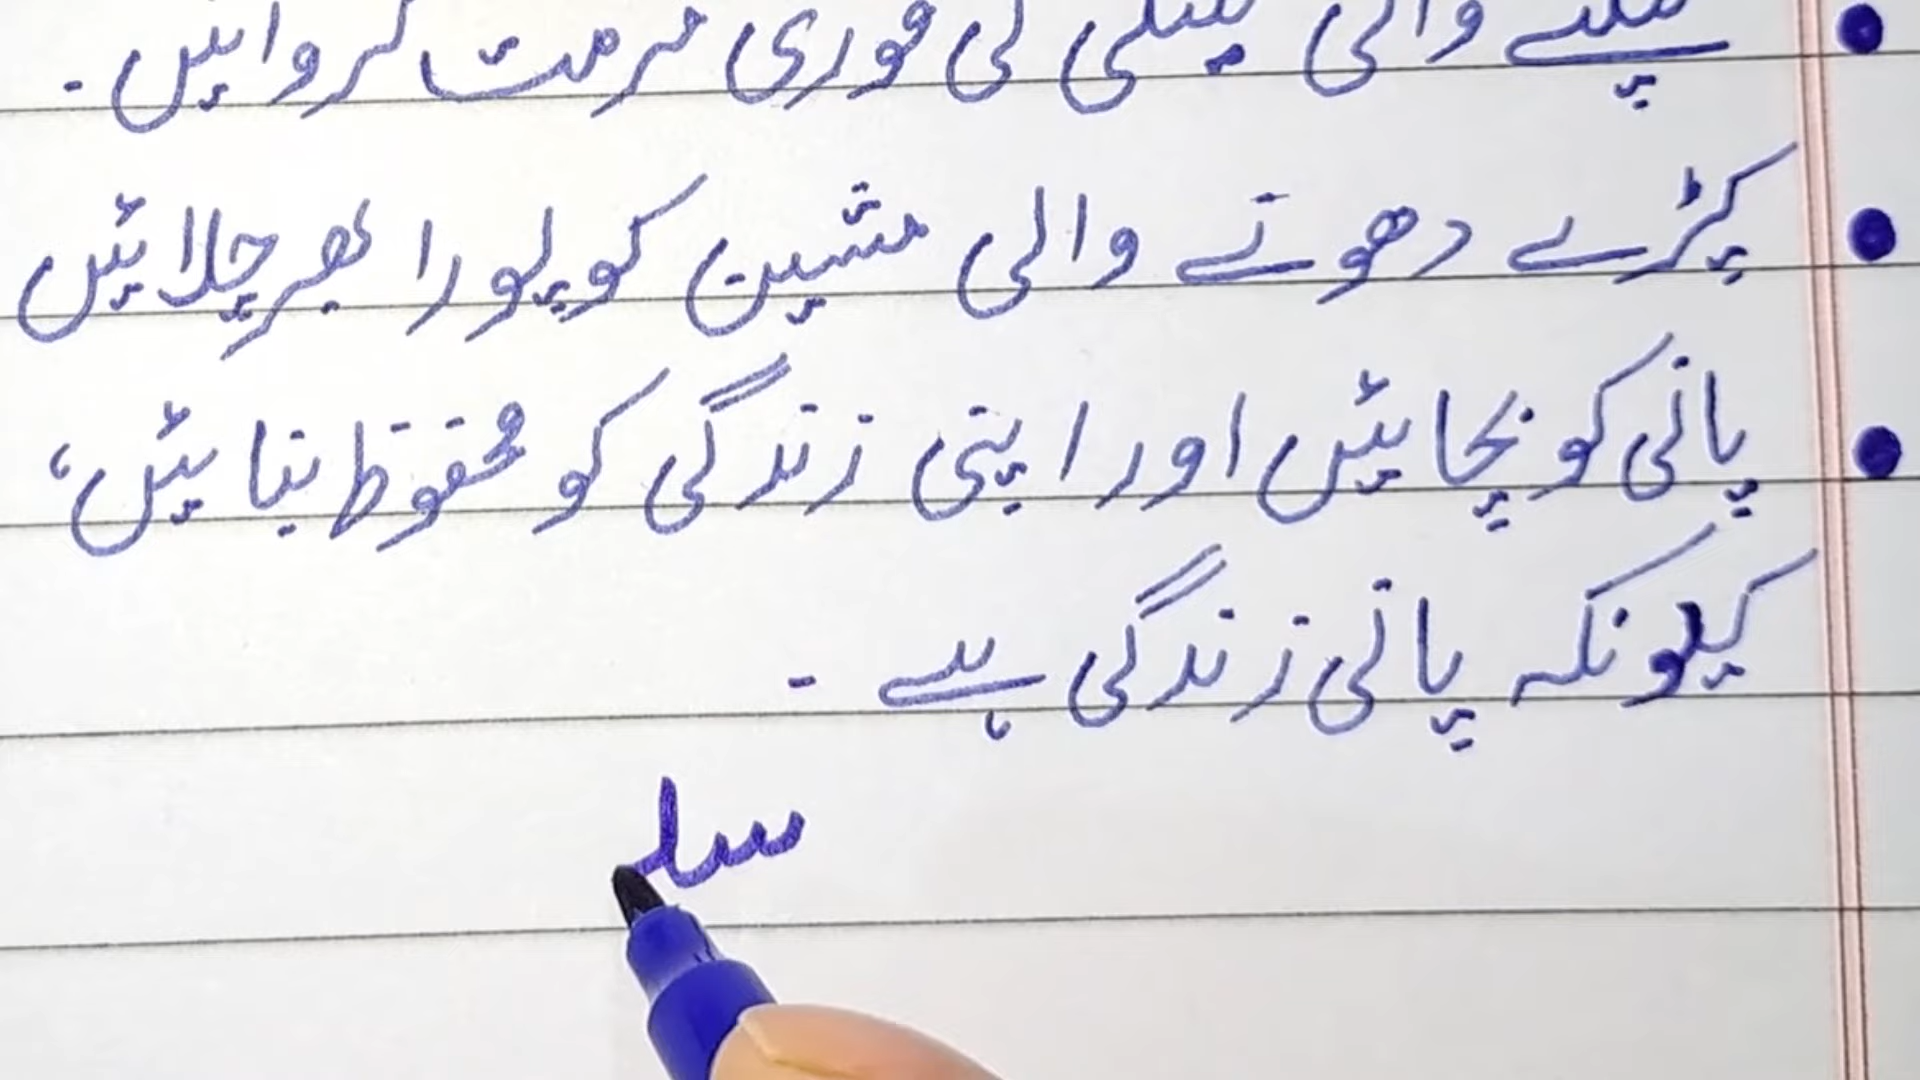 والی ٹینکی کی فوری مرمت کروائیں۔
• کپڑے دھونے والی مشین کو پورا بھر چلائیں
• پانی کو بچائیں اور اپنی زندگی کو محفوظ بنائیں،
کیونکہ پانی زندگی ہے۔